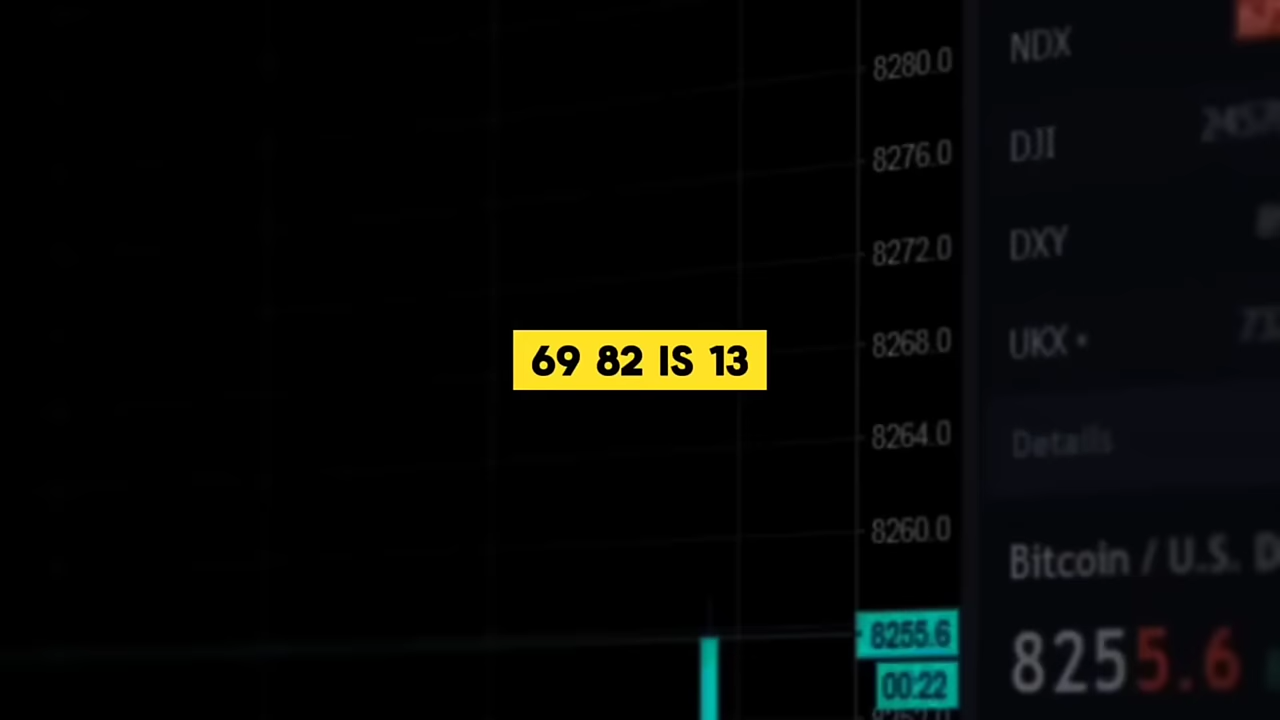 8280.0
8276.0
8272.0
8268.0
8264.0
8260.0
8255.6
00:22
69 82 IS 13
NDX
DJI
DXY
UKX
Details
Bitcoin / U.S.
8255.6